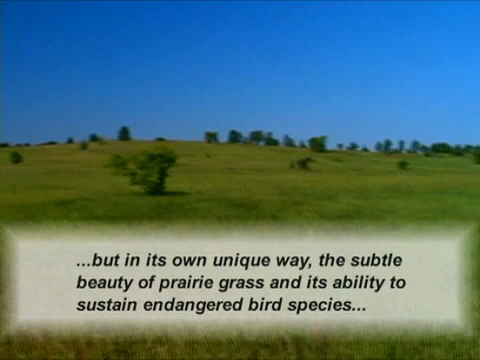 ...but in its own unique way, the subtle
beauty of prairie grass and its ability to
sustain endangered bird species...